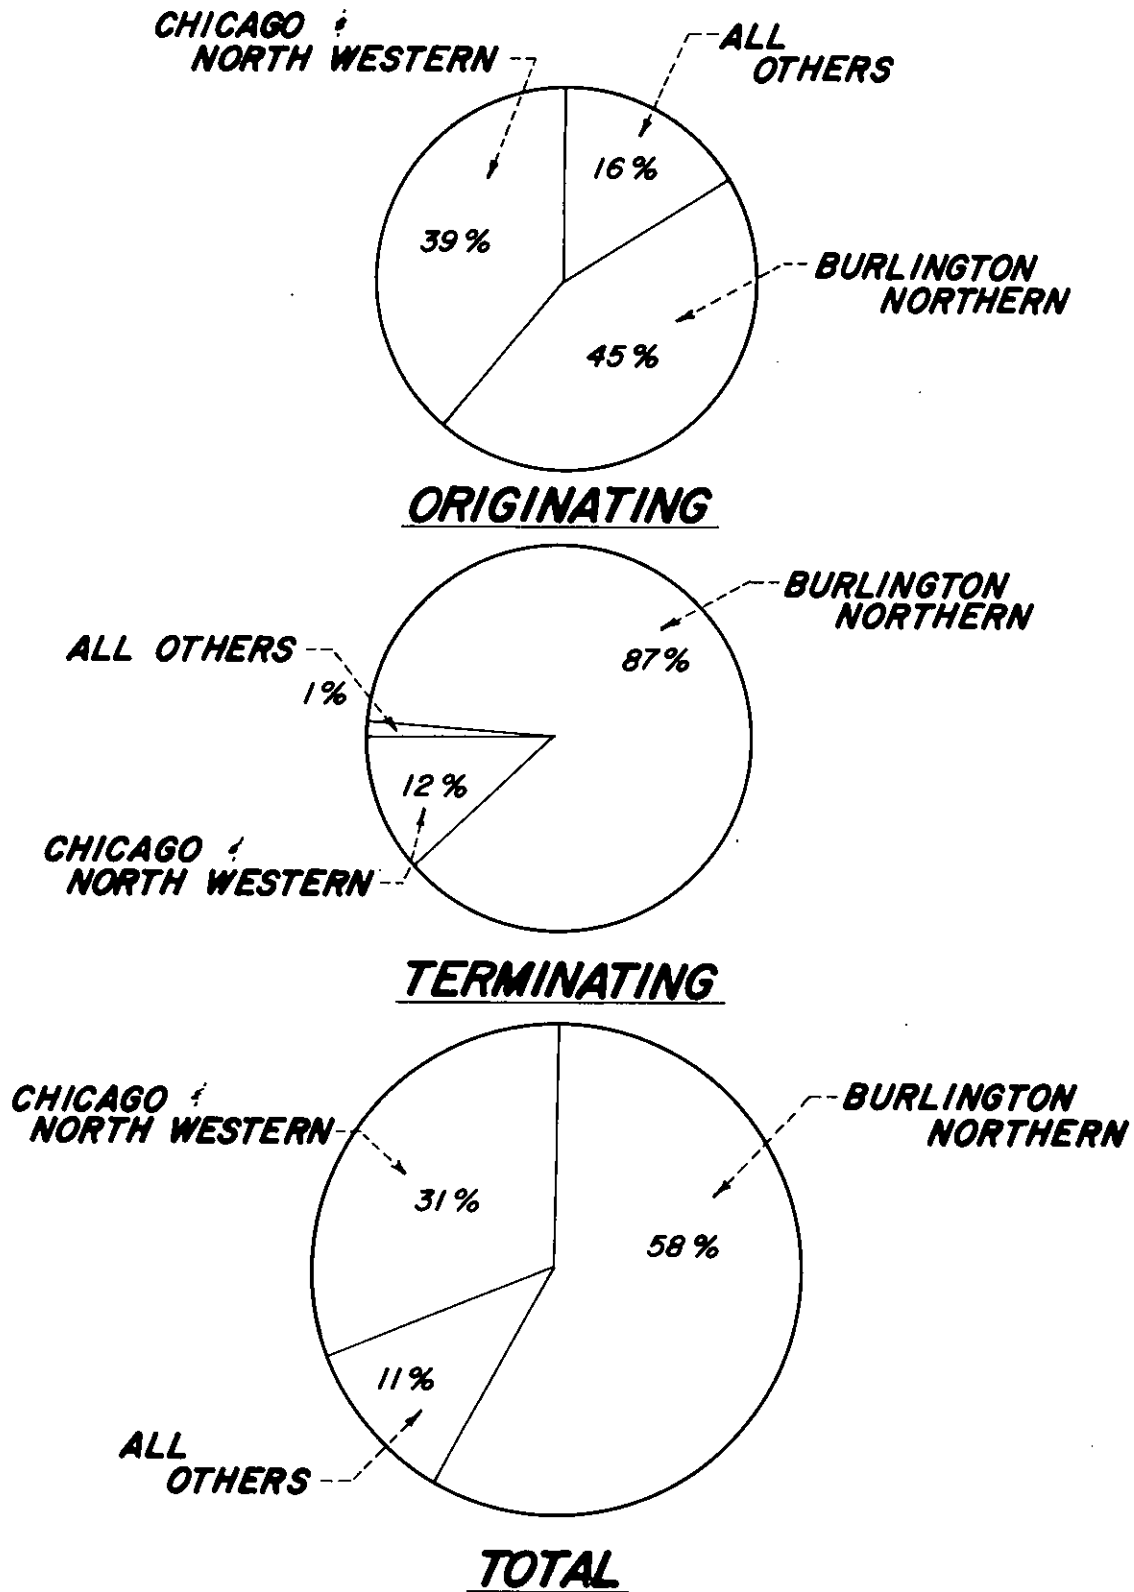 CHICAGO &
NORTH WESTERN
ALL
OTHERS
16%
39%
BURLINGTON
NORTHERN
45%
ORIGINATING
BURLINGTON
NORTHERN
87%
ALL OTHERS
1%
12%
CHICAGO &
NORTH WESTERN
TERMINATING
CHICAGO &
NORTH WESTERN
BURLINGTON
NORTHERN
31%
58%
11%
ALL
OTHERS
TOTAL